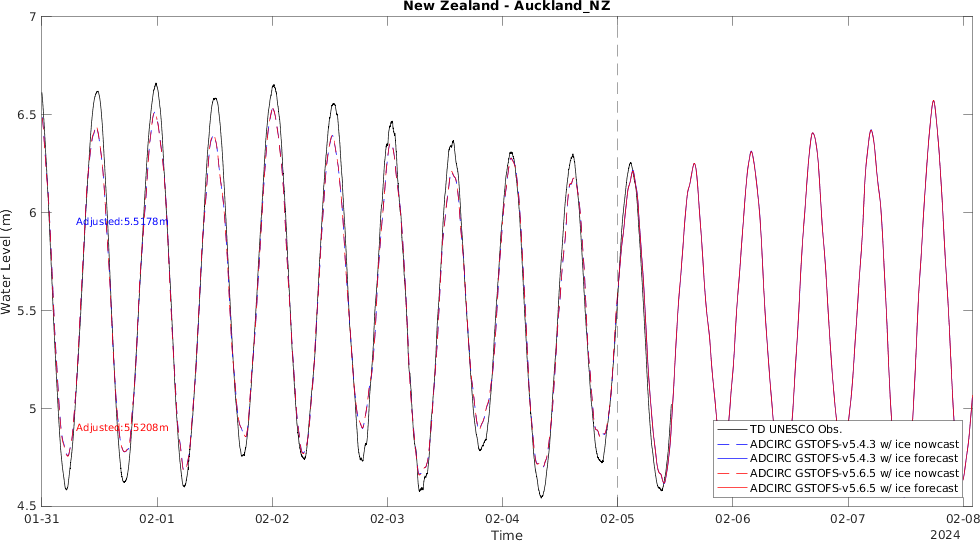 New Zealand - Auckland_NZ
7
6.5
6
5.5
5
4.5
Water Level (m)
Adjusted:5.5178m
Adjusted:5.5208m
TD UNESCO Obs.
ADCIRC GSTOFS-v5.4.3 w/ ice nowcast
ADCIRC GSTOFS-v5.4.3 w/ ice forecast
ADCIRC GSTOFS-v5.6.5 w/ ice nowcast
ADCIRC GSTOFS-v5.6.5 w/ ice forecast
01-31 02-01 02-02 02-03 02-04 02-05 02-06 02-07 02-08
Time
2024